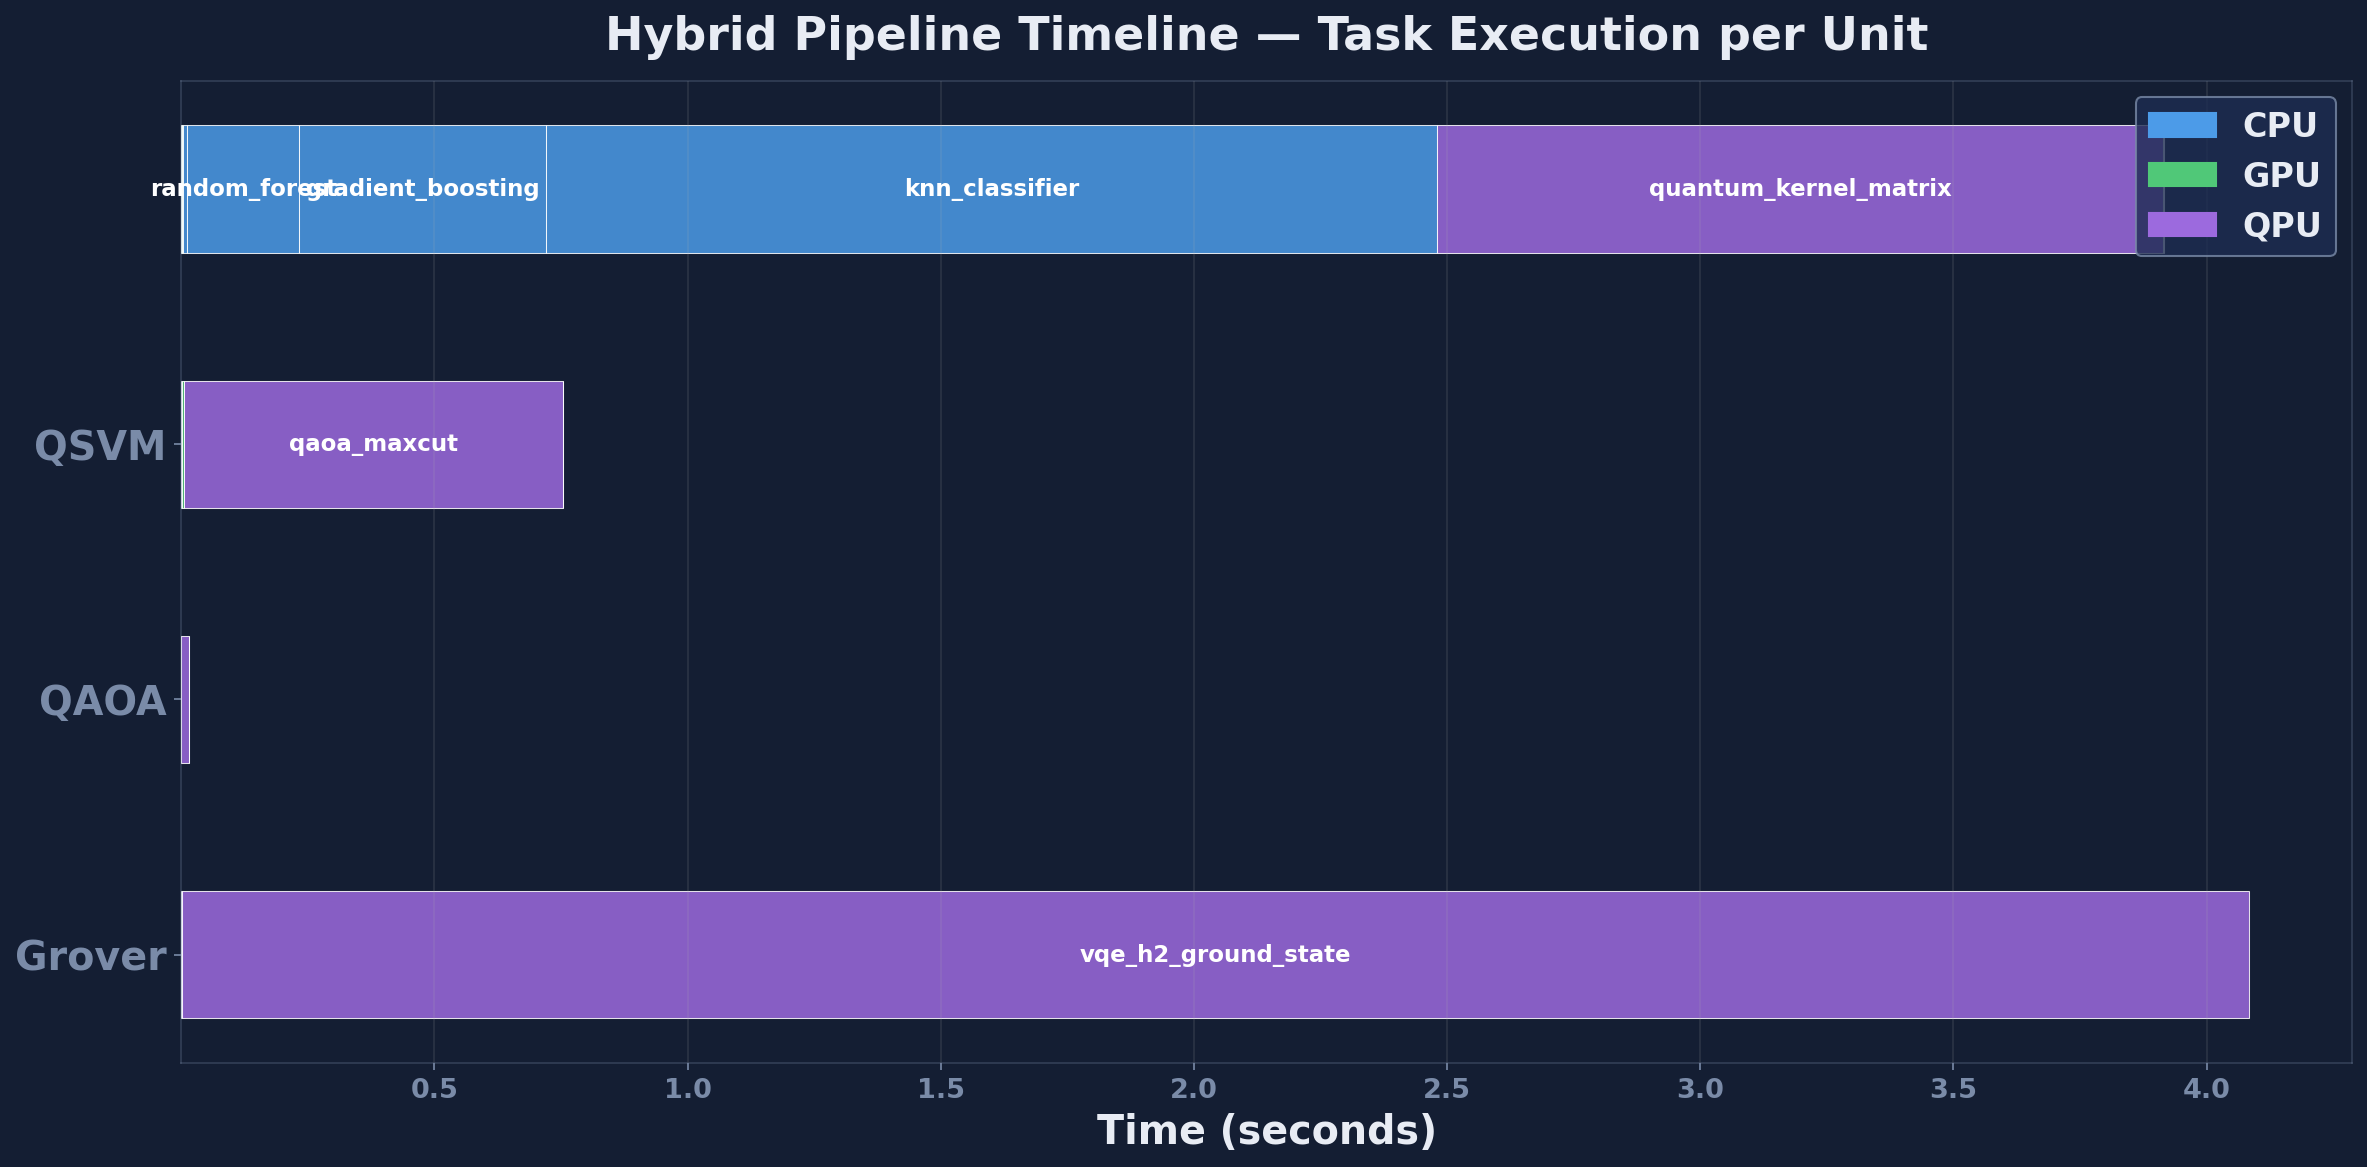 Hybrid Pipeline Timeline — Task Execution per Unit
CPU
GPU
QPU
random_forest
gradient_boosting
knn_classifier
quantum_kernel_matrix
QSVM
qaoa_maxcut
QAOA
Grover
vqe_h2_ground_state
0.5 1.0 1.5 2.0 2.5 3.0 3.5 4.0
Time (seconds)